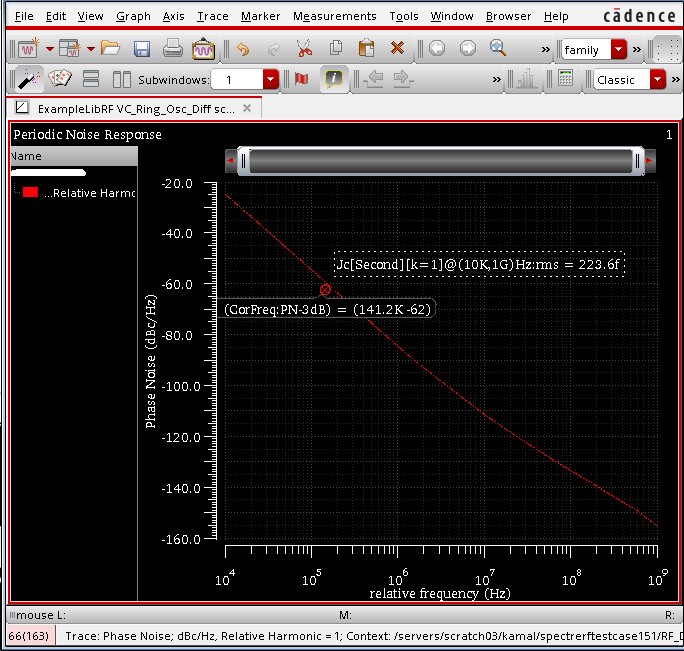 File Edit View Graph Axis Trace Marker Measurements Tools Window Browser Help cādence
» family »
Subwindows: 1 » Classic »
ExampleLibRF VC_Ring_Osc_Diff sc...
Periodic Noise Response 1
Name
...Relative Harmo
-20.0
-40.0
Jc[Second][k=1]@(10K,1G)Hz:rms = 223.6f
-60.0
(CorFreq:PN-3dB) = (141.2K -62)
-80.0
-100.0
-120.0
-140.0
-160.0
Phase Noise (dBc/Hz)
10^4 10^5 10^6 10^7 10^8 10^9
relative frequency (Hz)
mouse L: M: R:
66(163) Trace: Phase Noise; dBc/Hz, Relative Harmonic = 1; Context: /servers/scratch03/kamal/spectrerftestcase151/RF_D